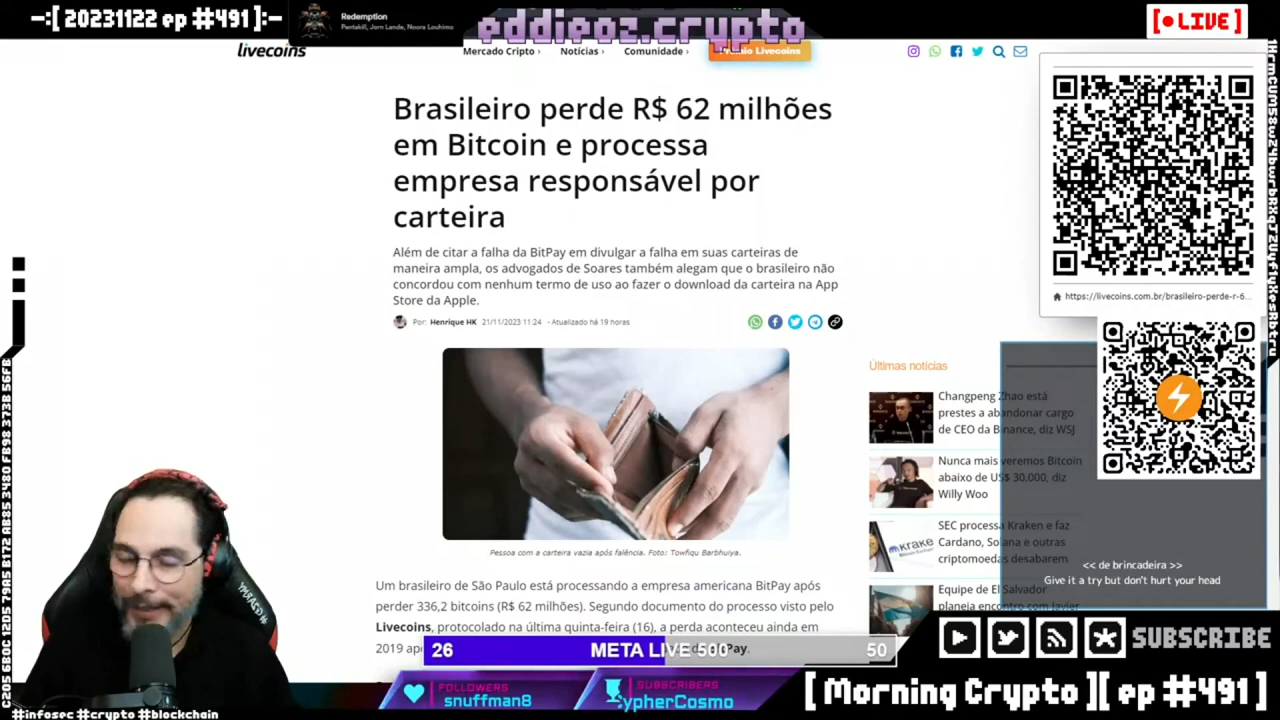 -:[ 20231122 ep #491 ]:-
Redemption
Pentakill, Jorn Lande, Noora Louhimo
eddieoz.crypto
[ • LIVE ]
livecoins
Mercado Cripto ›
Notícias ›
Comunidade ›
Prêmio Livecoins
Brasileiro perde R$ 62 milhões
em Bitcoin e processa
empresa responsável por
carteira
Além de citar a falha da BitPay em divulgar a falha em suas carteiras de
maneira ampla, os advogados de Soares também alegam que o brasileiro não
concordou com nenhum termo de uso ao fazer o download da carteira na App
Store da Apple.
Por: Henrique HK 21/11/2023 11:24 - Atualizado há 19 horas
Pessoa com a carteira vazia após falência. Foto: Towfiqu Barbhuiya.
Um brasileiro de São Paulo está processando a empresa americana BitPay após
perder 336,2 bitcoins (R$ 62 milhões). Segundo documento do processo visto pelo
Livecoins, protocolado na última quinta-feira (16), a perda aconteceu ainda em
2019
Pay.
https://livecoins.com.br/brasileiro-perde-r-6...
Últimas notícias
Changpeng Zhao está
prestes a abandonar cargo
de CEO da Binance, diz WSJ
Nunca mais veremos Bitcoin
abaixo de US$ 30.000, diz
Willy Woo
SEC processa Kraken e faz
Cardano, Solana e outras
criptomoedas desabarem
Equipe de El Salvador
planeja encontro com Javier
<< de brincadeira >>
Give it a try but don't hurt your head
26
META LIVE 500
50
FOLLOWERS
snuffman8
SUBSCRIBERS
ypherCosmo
SUBSCRIBE
[ Morning Crypto ][ ep #491 ]
#infosec #crypto #blockchain